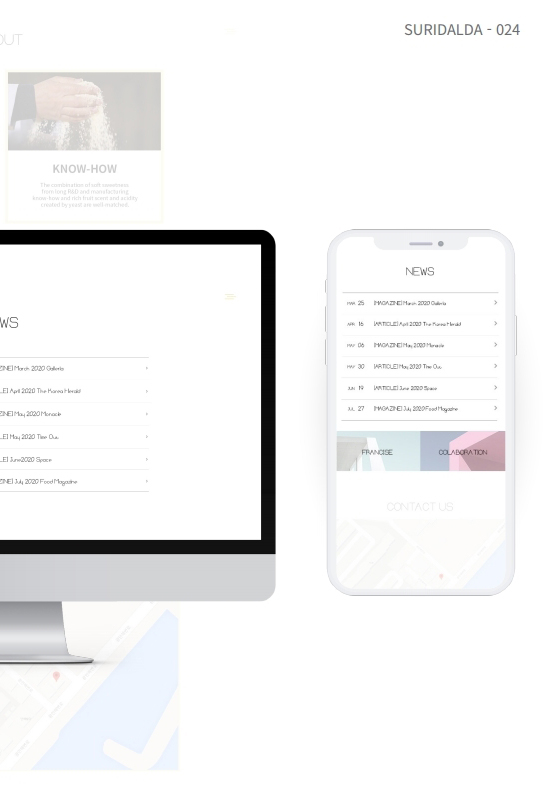 OUT
SURIDALDA - 024
KNOW-HOW
The combination of soft sweetness
from long R&D and manufacturing
know-how and rich fruit scent and acidity
created by yeast are well-matched.
WS
ZINE] March 2020 Galleria
CLE] April 2020 The Korea Herald
ZINE] May 2020 Monocle
CLE] May 2020 Time Out
CLE] June2020 Space
ZINE] July 2020 Food Magazine
NEWS
MAR 25 [MAGAZINE] March 2020 Galleria
APR 16 [ARTICLE] April 2020 The Korea Herald
MAY 06 [MAGAZINE] May 2020 Monocle
MAY 30 [ARTICLE] May 2020 Time Out
JUN 19 [ARTICLE] June 2020 Space
JUL 27 [MAGAZINE] July 2020 Food Magazine
FRANCISE COLABORATION
CONTACT US